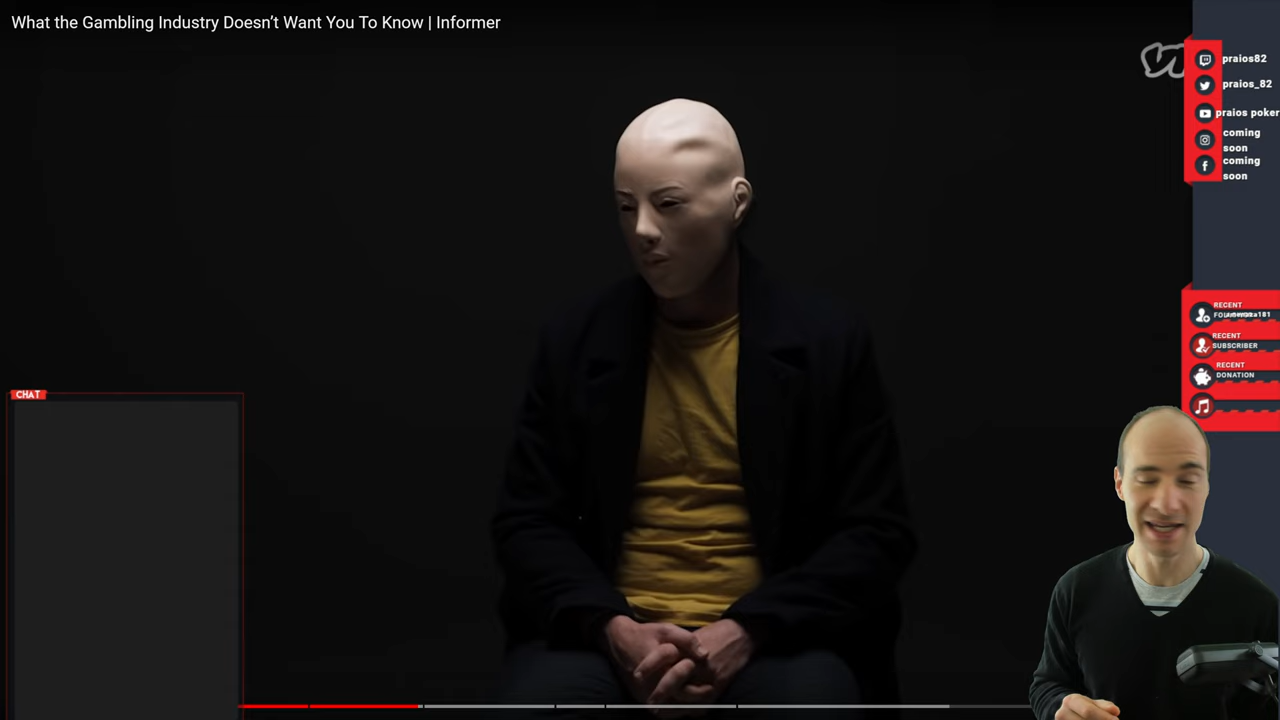 What the Gambling Industry Doesn’t Want You To Know | Informer
praios82
praios_82
praios poker
coming
soon
coming
soon
RECENT
RECENT
SUBSCRIBER
RECENT
DONATION
CHAT